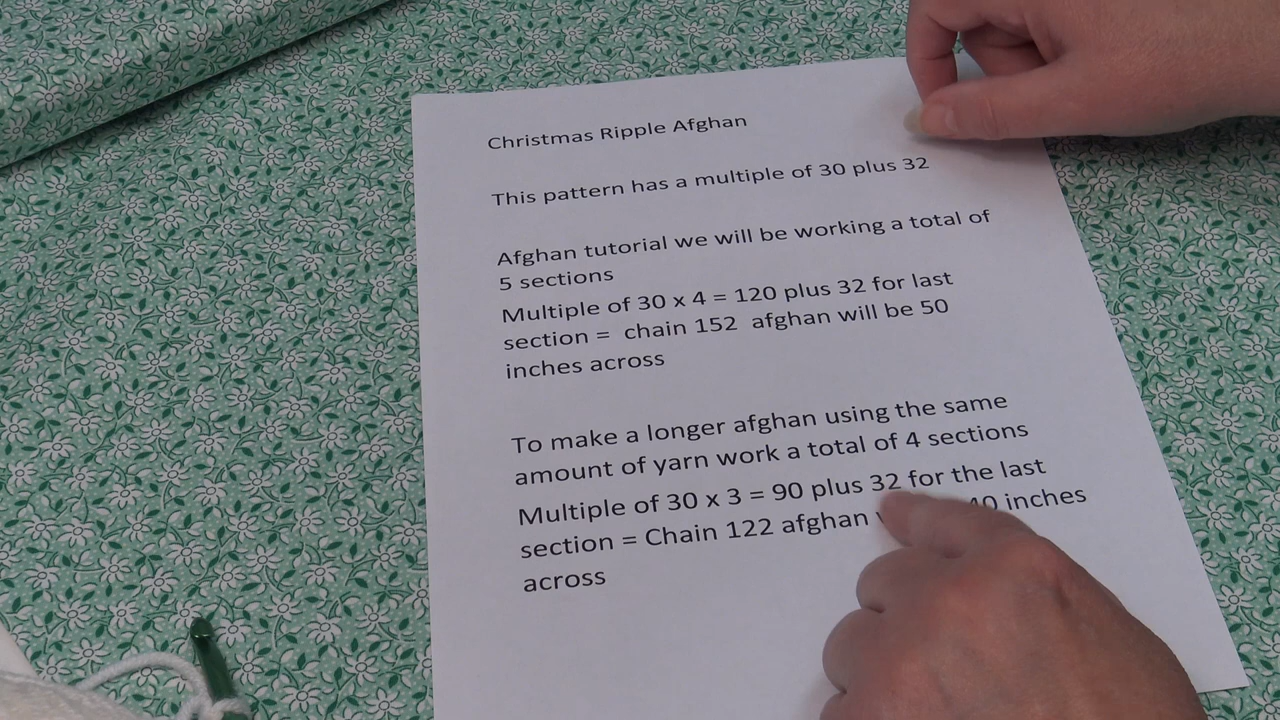 Christmas Ripple Afghan
This pattern has a multiple of 30 plus 32
Afghan tutorial we will be working a total of
5 sections
Multiple of 30 x 4 = 120 plus 32 for last
section = chain 152 afghan will be 50
inches across
To make a longer afghan using the same
amount of yarn work a total of 4 sections
Multiple of 30 x 3 = 90 plus 32 for the last
section = Chain 122 afghan 40 inches
across